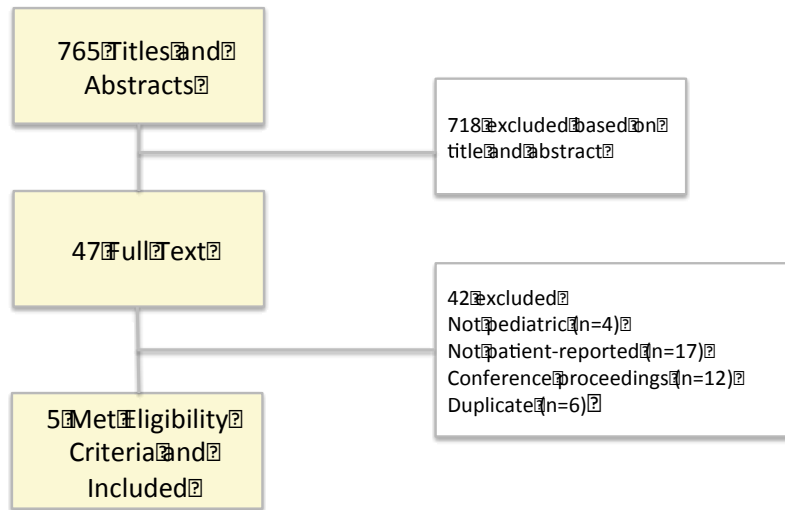 765 Titles and
Abstracts
718 excluded based on
title and abstract
47 Full Text
42 excluded
Not pediatric (n=4)
Not patient-reported (n=17)
Conference proceedings (n=12)
Duplicate (n=6)
5 Met Eligibility
Criteria and
Included